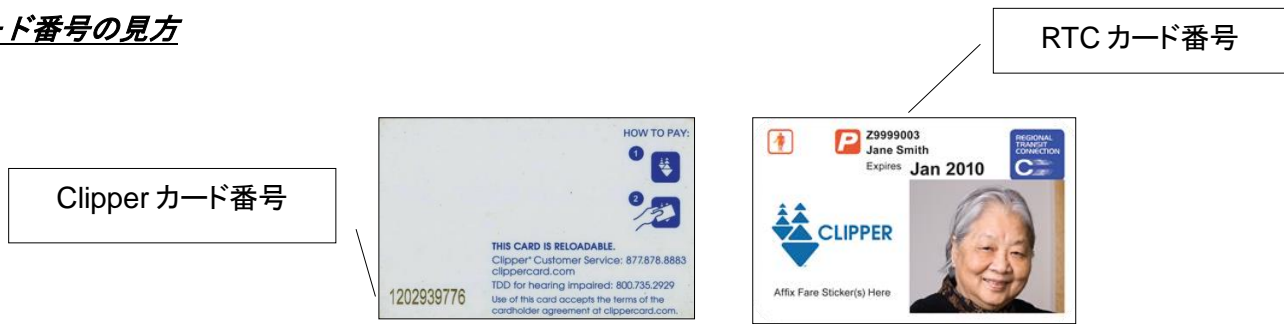 ード番号の見方
RTC カード番号
Clipper カード番号
HOW TO PAY:
1
2
THIS CARD IS RELOADABLE.
Clipper® Customer Service: 877.878.8883
clippercard.com
TDD for hearing impaired: 800.735.2929
Use of this card accepts the terms of the
cardholder agreement at clippercard.com.
1202939776
P
Z9999003
Jane Smith
Expires Jan 2010
REGIONAL
TRANSIT
CONNECTION
C
CLIPPER
Affix Fare Sticker(s) Here